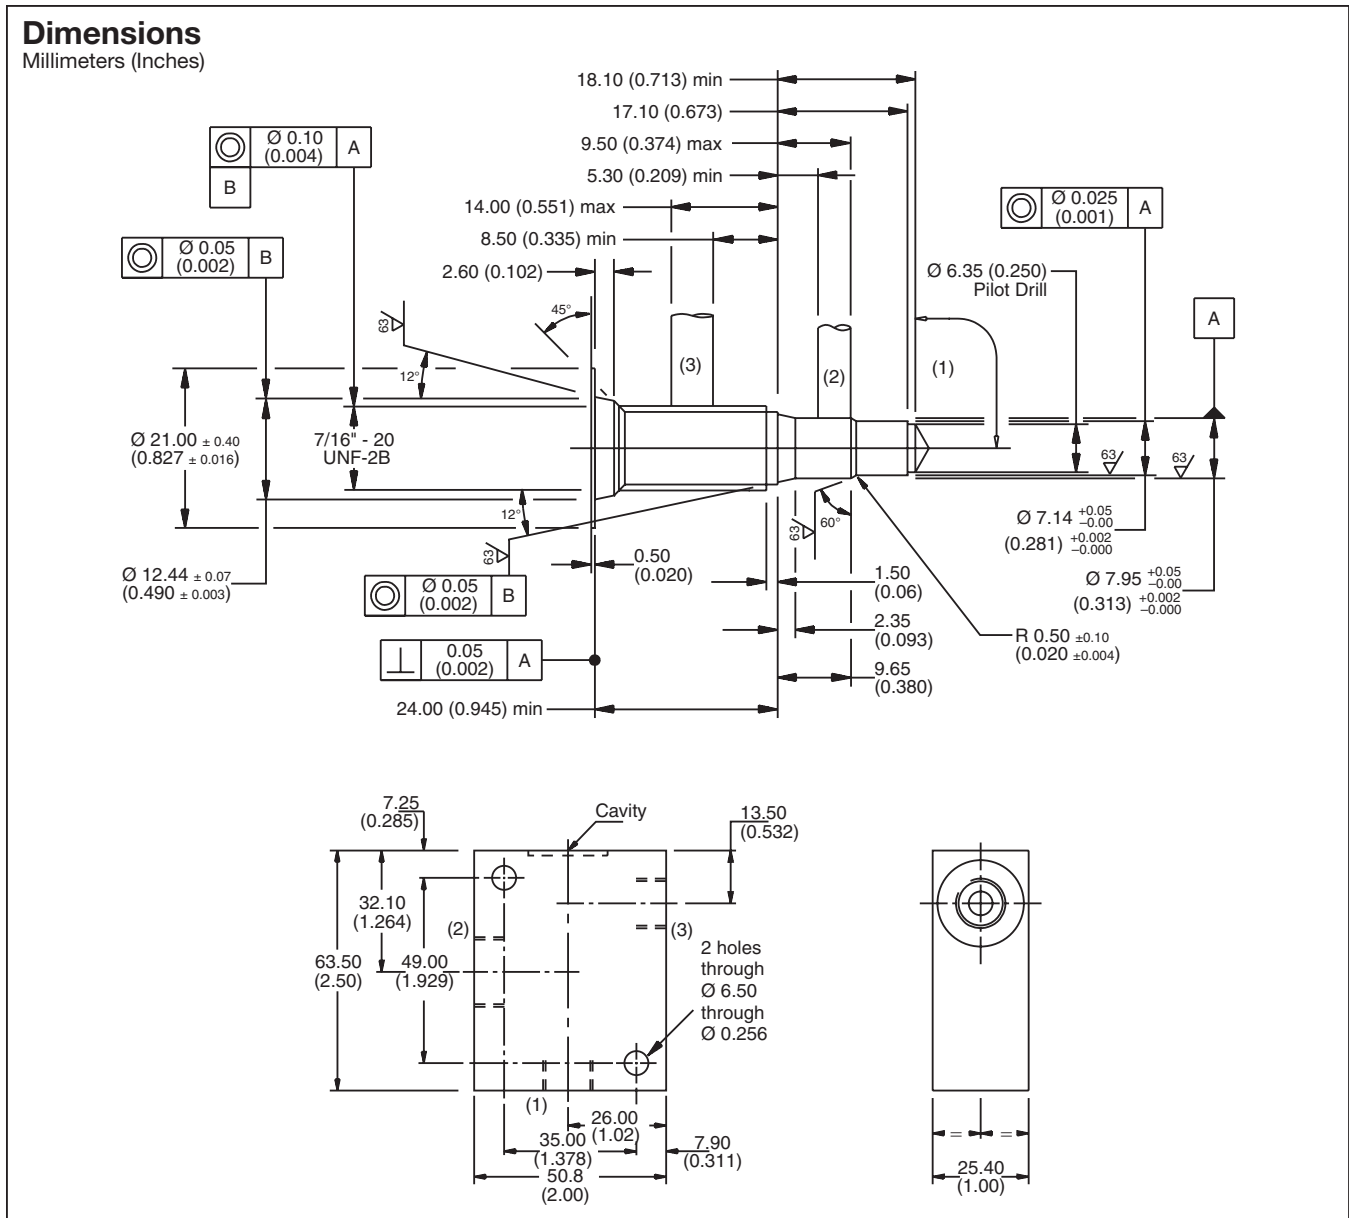 Dimensions
Millimeters (Inches)
18.10 (0.713) min
17.10 (0.673)
9.50 (0.374) max
5.30 (0.209) min
14.00 (0.551) max
8.50 (0.335) min
2.60 (0.102)
Ø 0.10
(0.004)
A
B
Ø 0.05
(0.002)
B
Ø 0.025
(0.001)
A
Ø 6.35 (0.250)
Pilot Drill
A
63
45°
12°
(3)
(2)
(1)
Ø 21.00 ± 0.40
(0.827 ± 0.016)
7/16" - 20
UNF-2B
63
63
12°
63
63
60°
Ø 7.14 +0.05 –0.00
(0.281) +0.002 –0.000
Ø 7.95 +0.05 –0.00
(0.313) +0.002 –0.000
Ø 12.44 ± 0.07
(0.490 ± 0.003)
0.50
(0.020)
1.50
(0.06)
Ø 0.05
(0.002)
B
2.35
(0.093)
R 0.50 ±0.10
(0.020 ±0.004)
0.05
(0.002)
A
9.65
(0.380)
24.00 (0.945) min
7.25
(0.285)
Cavity
13.50
(0.532)
32.10
(1.264)
(2)
(3)
63.50
(2.50)
49.00
(1.929)
2 holes
through
Ø 6.50
through
Ø 0.256
(1)
26.00
(1.02)
35.00
(1.378)
7.90
(0.311)
50.8
(2.00)
= =
25.40
(1.00)